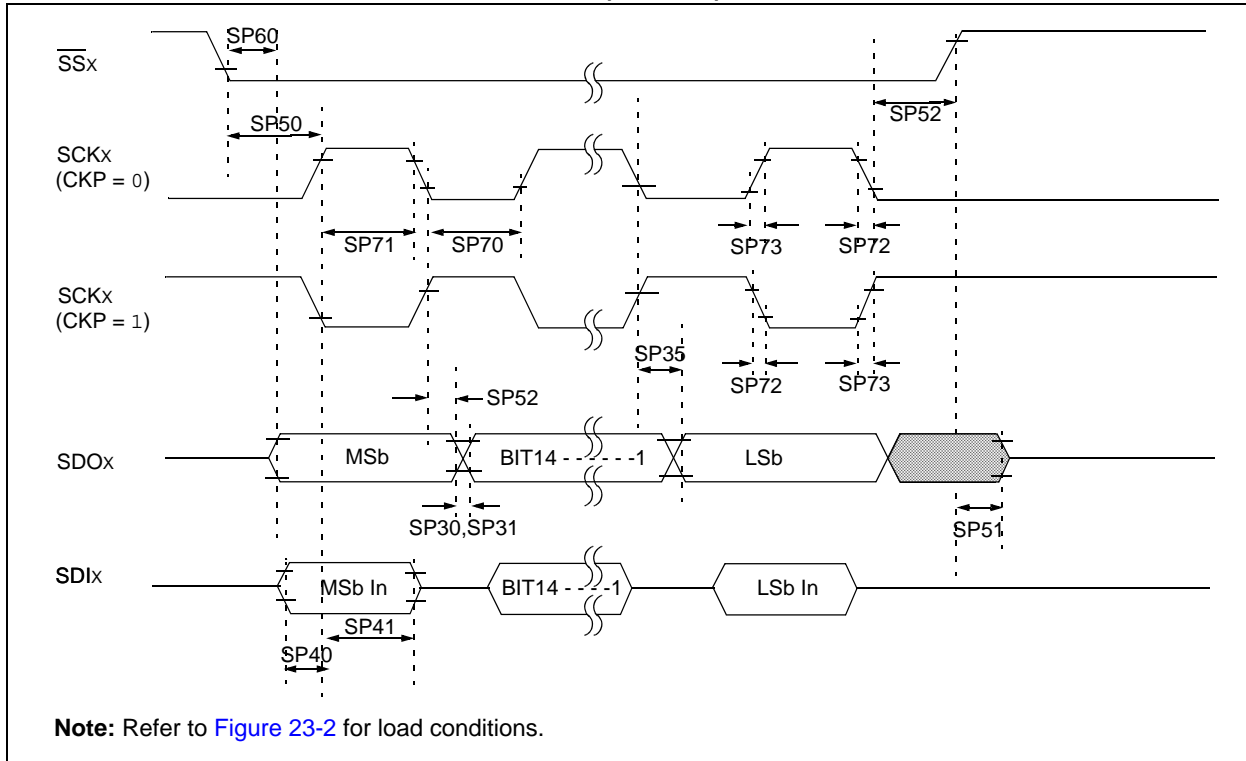 SP60
SSX
SP52
SP50
SCKX
(CKP = 0)
SP71
SP70
SP73
SP72
SCKX
(CKP = 1)
SP35
SP72
SP73
SP52
SDOX
MSb
BIT14 - - - - - -1
LSb
SP30,SP31
SP51
SDIX
MSb In
BIT14 - - - -1
LSb In
SP41
SP40
Note: Refer to Figure 23-2 for load conditions.